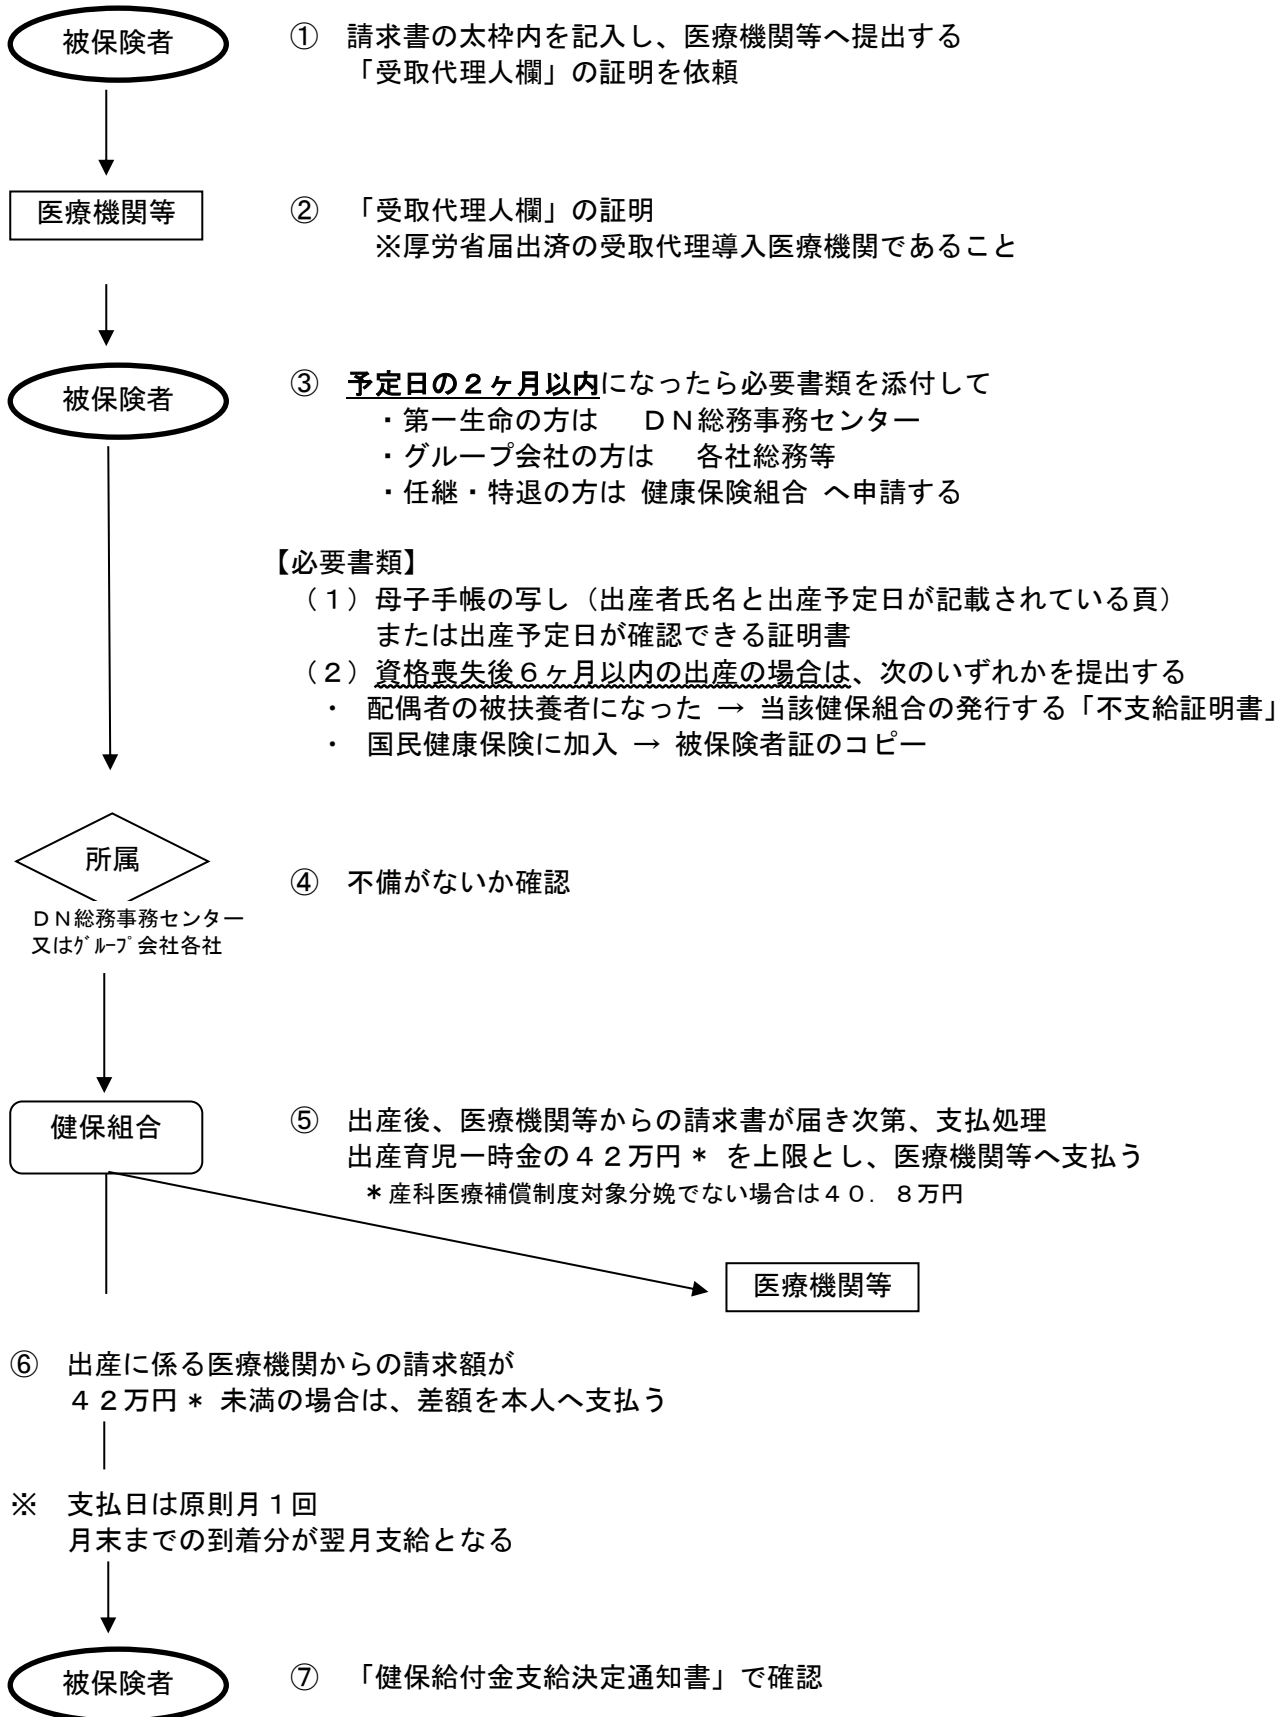 被保険者
① 請求書の太枠内を記入し、医療機関等へ提出する
「受取代理人欄」の証明を依頼
医療機関等
② 「受取代理人欄」の証明
※厚労省届出済の受取代理導入医療機関であること
被保険者
③ 予定日の2ヶ月以内になったら必要書類を添付して
・第一生命の方は DN総務事務センター
・グループ会社の方は 各社総務等
・任継・特退の方は 健康保険組合 へ申請する
【必要書類】
(1)母子手帳の写し(出産者氏名と出産予定日が記載されている頁)
または出産予定日が確認できる証明書
(2)資格喪失後6ヶ月以内の出産の場合は、次のいずれかを提出する
・ 配偶者の被扶養者になった → 当該健保組合の発行する「不支給証明書」
・ 国民健康保険に加入 → 被保険者証のコピー
所属
④ 不備がないか確認
DN総務事務センター
又はグループ会社各社
健保組合
⑤ 出産後、医療機関等からの請求書が届き次第、支払処理
出産育児一時金の42万円* を上限とし、医療機関等へ支払う
*産科医療補償制度対象分娩でない場合は40.8万円
医療機関等
⑥ 出産に係る医療機関からの請求額が
42万円* 未満の場合は、差額を本人へ支払う
※ 支払日は原則月1回
月末までの到着分が翌月支給となる
被保険者
⑦ 「健保給付金支給決定通知書」で確認